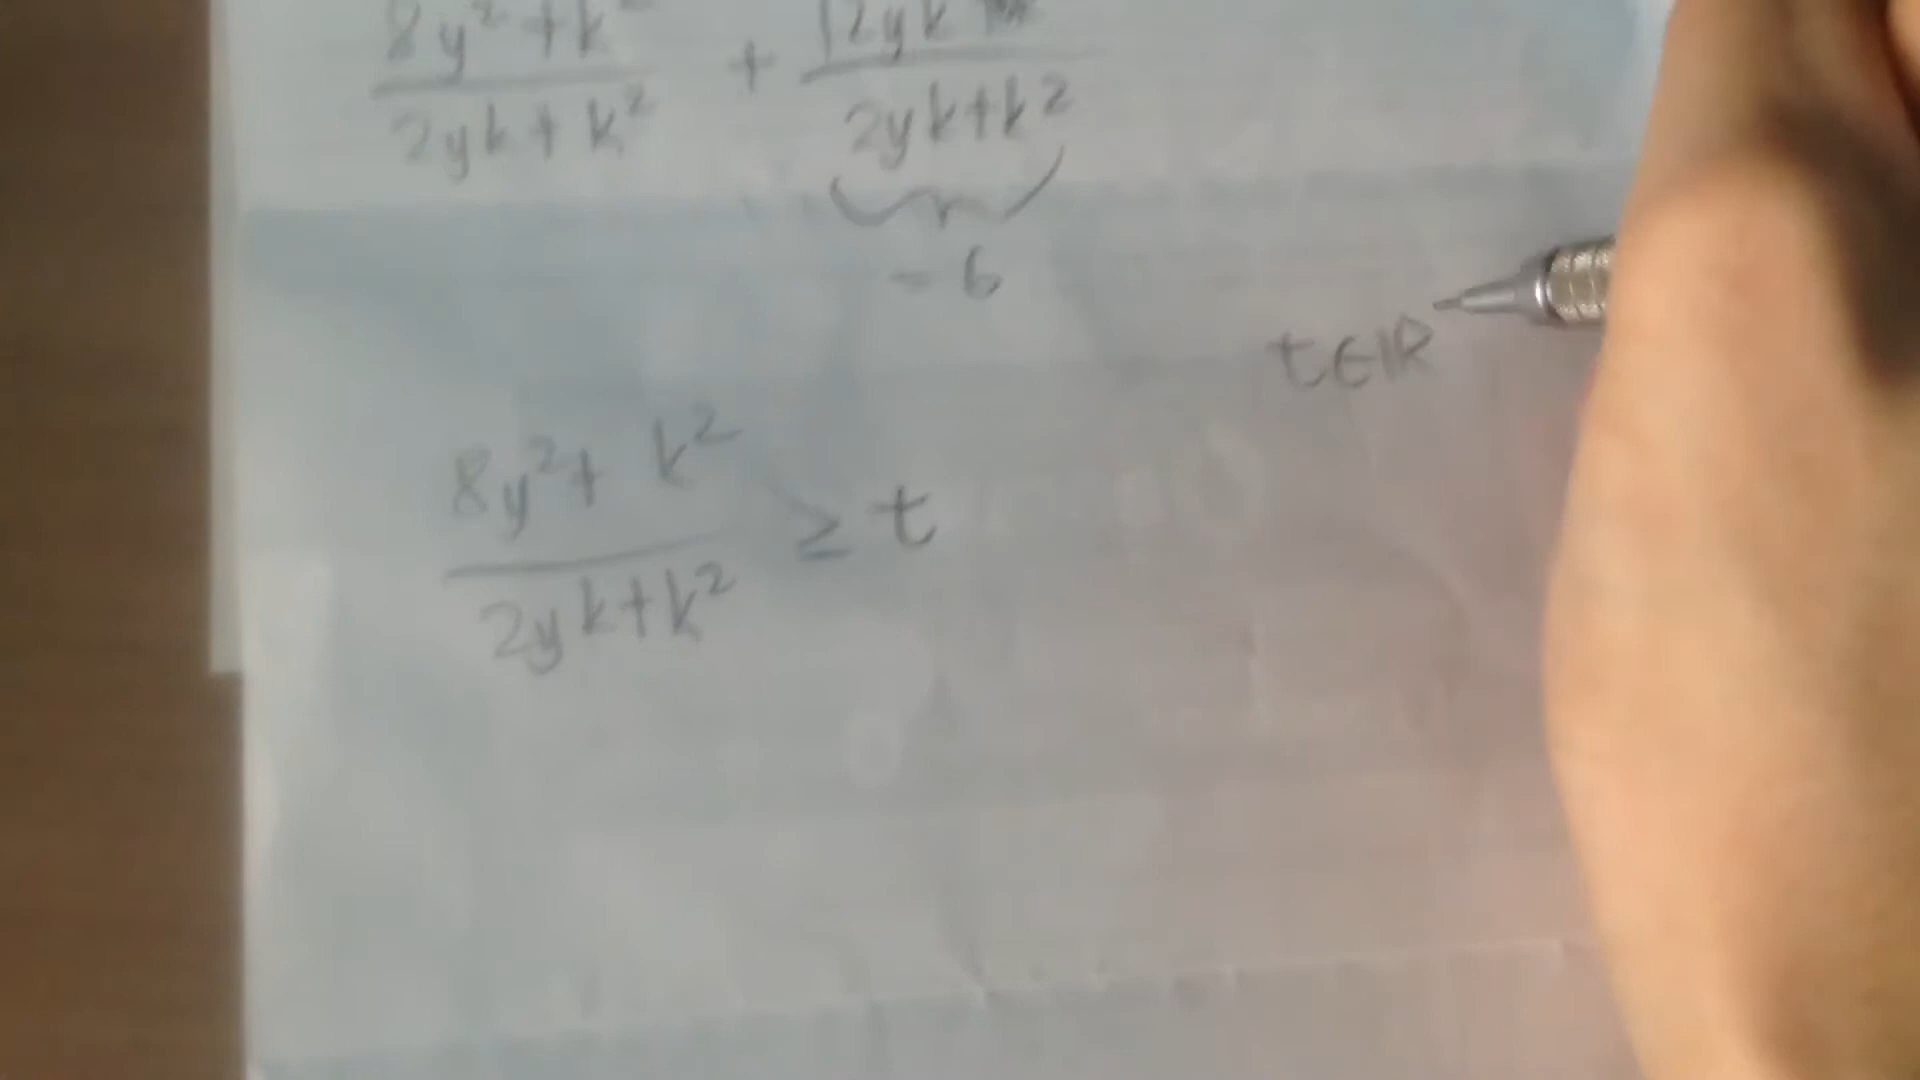 8y² + k² / 2yk + k² + 12yk / 2yk + k²
- 6
t ∈ ℝ
8y² + k² / 2yk + k² ≥ t